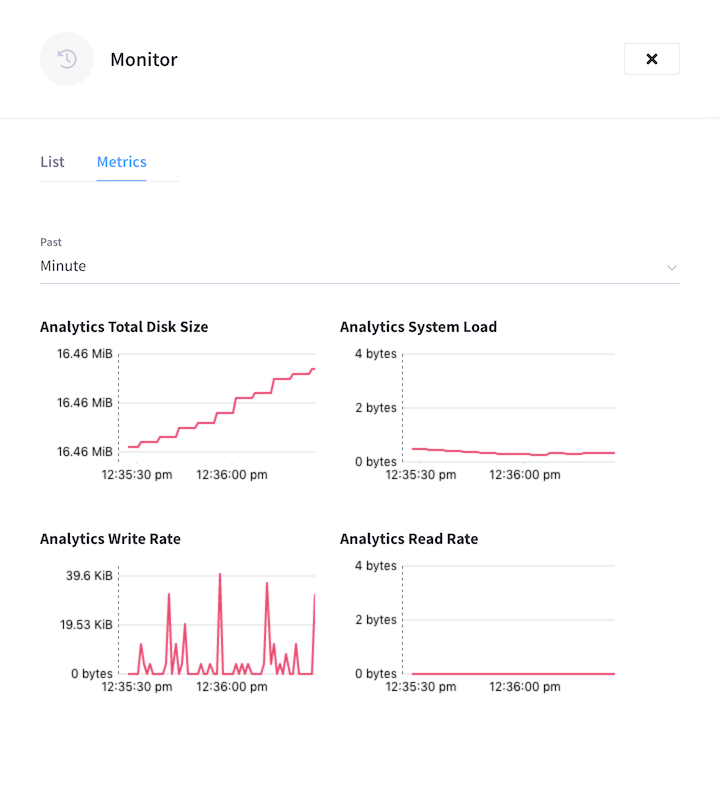 Monitor
List Metrics
Past
Minute
Analytics Total Disk Size
16.46 MiB
16.46 MiB
16.46 MiB
12:35:30 pm 12:36:00 pm
Analytics System Load
4 bytes
2 bytes
0 bytes
12:35:30 pm 12:36:00 pm
Analytics Write Rate
39.6 KiB
19.53 KiB
0 bytes
12:35:30 pm 12:36:00 pm
Analytics Read Rate
4 bytes
2 bytes
0 bytes
12:35:30 pm 12:36:00 pm